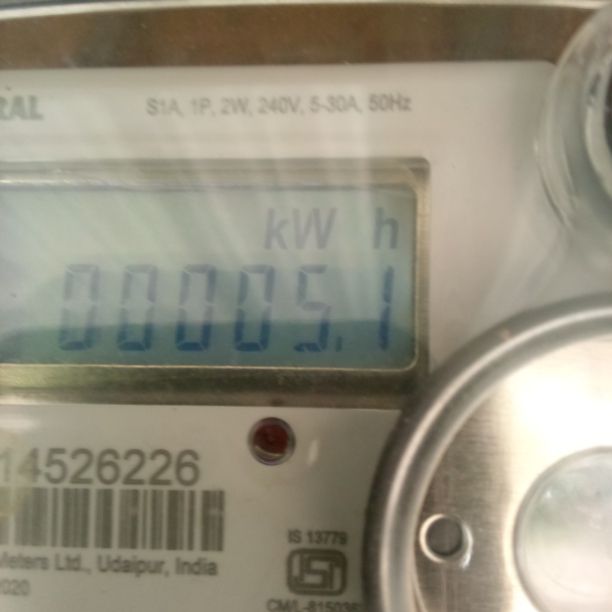 RAL
S1A, 1P, 2W, 240V, 5-30A, 50Hz
kW h
00005.1
14526226
Meters Ltd., Udaipur, India
2020
IS 13779
ISI